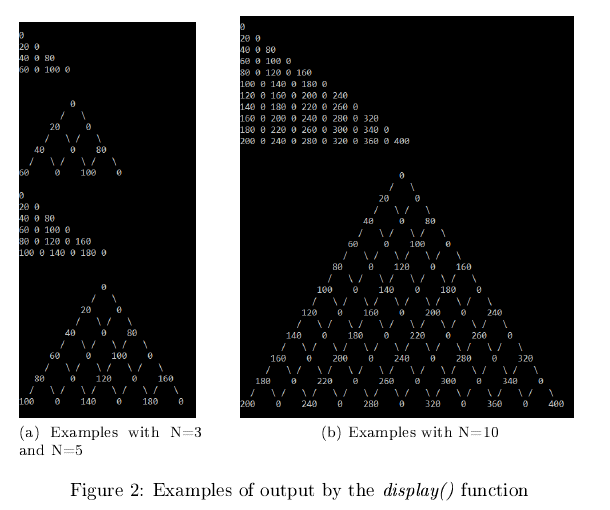 0
20 0
40 0 80
60 0 100 0
0
/ \
20 0
/ \ / \
40 0 80
/ \ / \ / \
60 0 100 0
0
20 0
40 0 80
60 0 100 0
80 0 120 0 160
100 0 140 0 180 0
0
/ \
20 0
/ \ / \
40 0 80
/ \ / \ / \
60 0 100 0
/ \ / \ / \ / \
80 0 120 0 160
/ \ / \ / \ / \ / \
100 0 140 0 180 0
(a) Examples with N=3
and N=5
0
20 0
40 0 80
60 0 100 0
80 0 120 0 160
100 0 140 0 180 0
120 0 160 0 200 0 240
140 0 180 0 220 0 260 0
160 0 200 0 240 0 280 0 320
180 0 220 0 260 0 300 0 340 0
200 0 240 0 280 0 320 0 360 0 400
0
/ \
20 0
/ \ / \
40 0 80
/ \ / \ / \
60 0 100 0
/ \ / \ / \ / \
80 0 120 0 160
/ \ / \ / \ / \ / \
100 0 140 0 180 0
/ \ / \ / \ / \ / \ / \
120 0 160 0 200 0 240
/ \ / \ / \ / \ / \ / \ / \
140 0 180 0 220 0 260 0
/ \ / \ / \ / \ / \ / \ / \ / \
160 0 200 0 240 0 280 0 320
/ \ / \ / \ / \ / \ / \ / \ / \ / \
180 0 220 0 260 0 300 0 340 0
/ \ / \ / \ / \ / \ / \ / \ / \ / \ / \
200 0 240 0 280 0 320 0 360 0 400
(b) Examples with N=10
Figure 2: Examples of output by the display() function